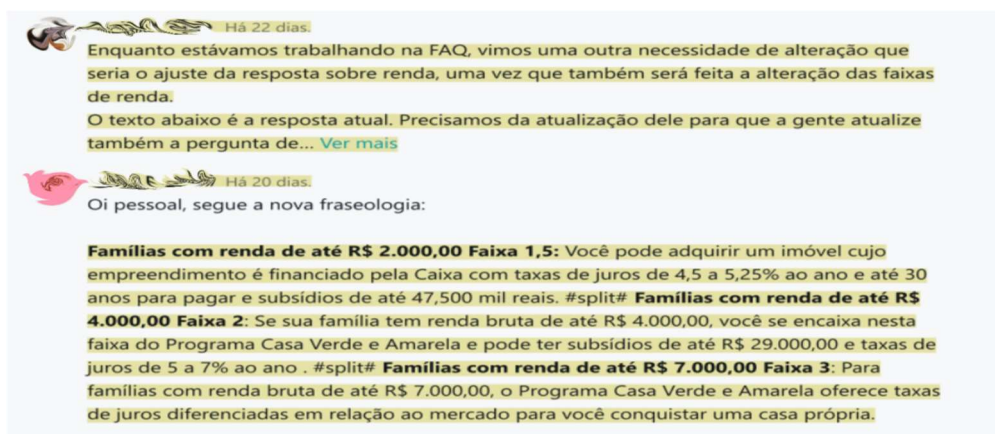 Há 22 dias.
Enquanto estávamos trabalhando na FAQ, vimos uma outra necessidade de alteração que
seria o ajuste da resposta sobre renda, uma vez que também será feita a alteração das faixas
de renda.
O texto abaixo é a resposta atual. Precisamos da atualização dele para que a gente atualize
também a pergunta de... Ver mais
Há 20 dias.
Oi pessoal, segue a nova fraseologia:
Famílias com renda de até R$ 2.000,00 Faixa 1,5: Você pode adquirir um imóvel cujo
empreendimento é financiado pela Caixa com taxas de juros de 4,5 a 5,25% ao ano e até 30
anos para pagar e subsídios de até 47,500 mil reais. #split# Famílias com renda de até R$
4.000,00 Faixa 2: Se sua família tem renda bruta de até R$ 4.000,00, você se encaixa nesta
faixa do Programa Casa Verde e Amarela e pode ter subsídios de até R$ 29.000,00 e taxas de
juros de 5 a 7% ao ano . #split# Famílias com renda de até R$ 7.000,00 Faixa 3: Para
famílias com renda bruta de até R$ 7.000,00, o Programa Casa Verde e Amarela oferece taxas
de juros diferenciadas em relação ao mercado para você conquistar uma casa própria.